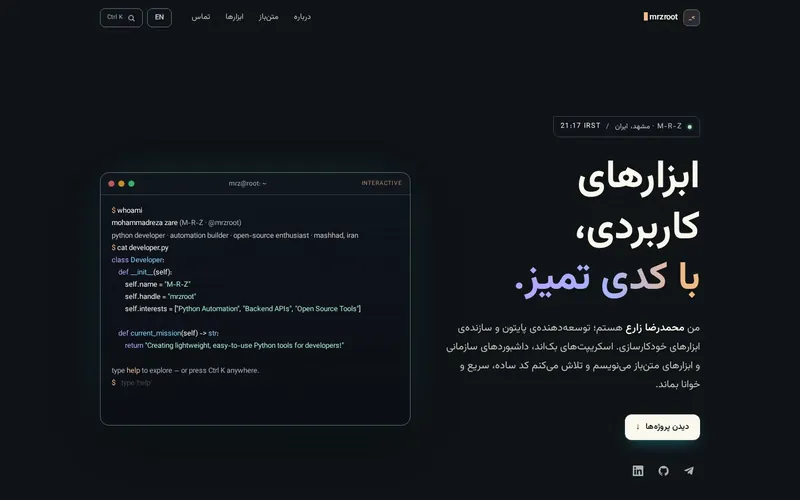 >_ mrzroot
درباره
متن‌باز
ابزارها
تماس
EN
Ctrl K
M-R-Z · مشهد، ایران / 21:17 IRST
ابزارهای
کاربردی،
با کدی تمیز.
من محمدرضا زارع هستم؛ توسعه‌دهنده‌ی پایتون و سازنده‌ی
ابزارهای خودکارسازی. اسکریپت‌های بک‌اند، داشبوردهای سازمانی
و ابزارهای متن‌باز می‌نویسم و تلاش می‌کنم کد ساده، سریع و
خوانا بماند.
دیدن پروژه‌ها ↓
mrz@root: ~
INTERACTIVE
$ whoami
mohammadreza zare (M-R-Z · @mrzroot)
python developer · automation builder · open-source enthusiast · mashhad, iran
$ cat developer.py
class Developer:
def __init__(self):
self.name = "M-R-Z"
self.handle = "mrzroot"
self.interests = ["Python Automation", "Backend APIs", "Open Source Tools"]
def current_mission(self) -> str:
return "Creating lightweight, easy-to-use Python tools for developers!"
type help to explore — or press Ctrl K anywhere.
$ type 'help'